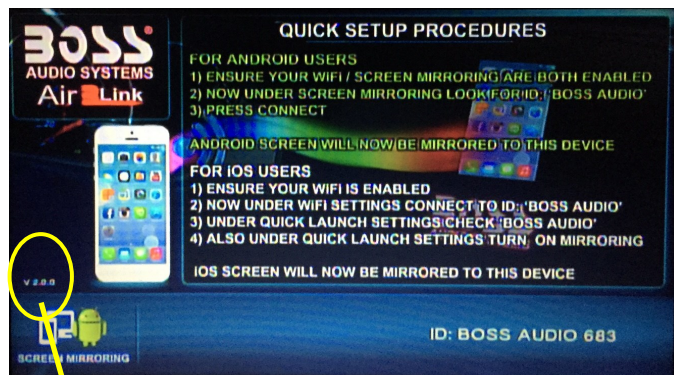 BOSS
AUDIO SYSTEMS
Air 2 Link
V 2.0.0
QUICK SETUP PROCEDURES
FOR ANDROID USERS
1) ENSURE YOUR WiFi / SCREEN MIRRORING ARE BOTH ENABLED
2) NOW UNDER SCREEN MIRRORING LOOK FOR ID: 'BOSS AUDIO'
3) PRESS CONNECT
ANDROID SCREEN WILL NOW BE MIRRORED TO THIS DEVICE
FOR iOS USERS
1) ENSURE YOUR WiFi IS ENABLED
2) NOW UNDER WiFi SETTINGS CONNECT TO ID: 'BOSS AUDIO'
3) UNDER QUICK LAUNCH SETTINGS CHECK 'BOSS AUDIO'
4) ALSO UNDER QUICK LAUNCH SETTINGS TURN ON MIRRORING
iOS SCREEN WILL NOW BE MIRRORED TO THIS DEVICE
SCREEN MIRRORING
ID: BOSS AUDIO 683